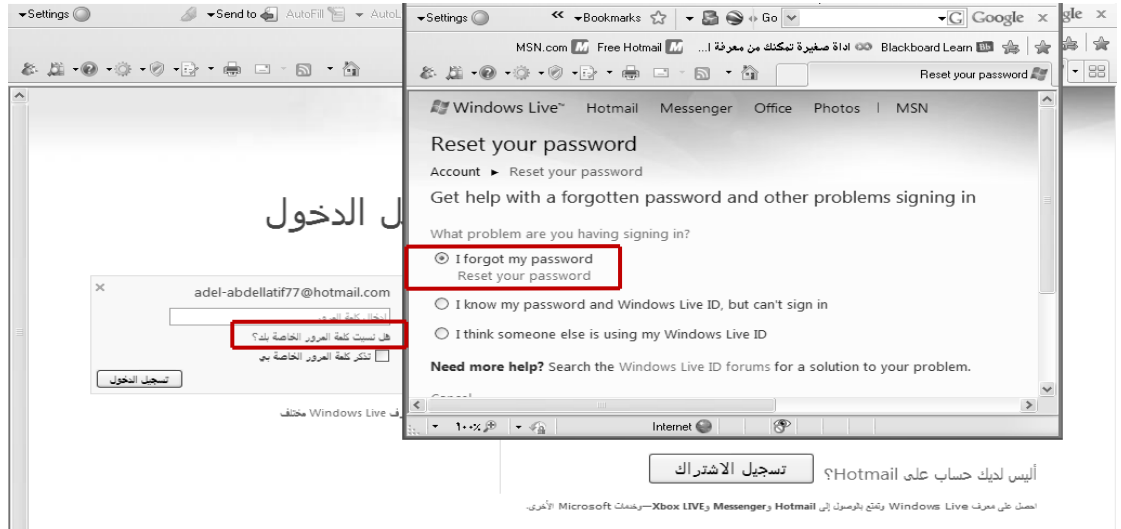 Settings
Send to
AutoFill
Settings
Bookmarks
Go
Google
MSN.com
Free Hotmail
اداة صغيرة تمكنك من معرفة ا...
Blackboard Learn
Reset your password
Windows Live™ Hotmail Messenger Office Photos | MSN
Reset your password
Account ► Reset your password
Get help with a forgotten password and other problems signing in
What problem are you having signing in?
I forgot my password
Reset your password
I know my password and Windows Live ID, but can't sign in
I think someone else is using my Windows Live ID
Need more help? Search the Windows Live ID forums for a solution to your problem.
Internet
١٠٠%
الدخول
adel-abdellatif77@hotmail.com
إدخال كلمة المرور
هل نسيت كلمة المرور الخاصة بك؟
تذكر كلمة المرور الخاصة بي
تسجيل الدخول
Windows Live مختلف
أليس لديك حساب على Hotmail؟
تسجيل الاشتراك
احصل على معرف Windows Live وتمتع بالوصول إلى Hotmail وMessenger وXbox LIVE—وخدمات Microsoft الأخرى.